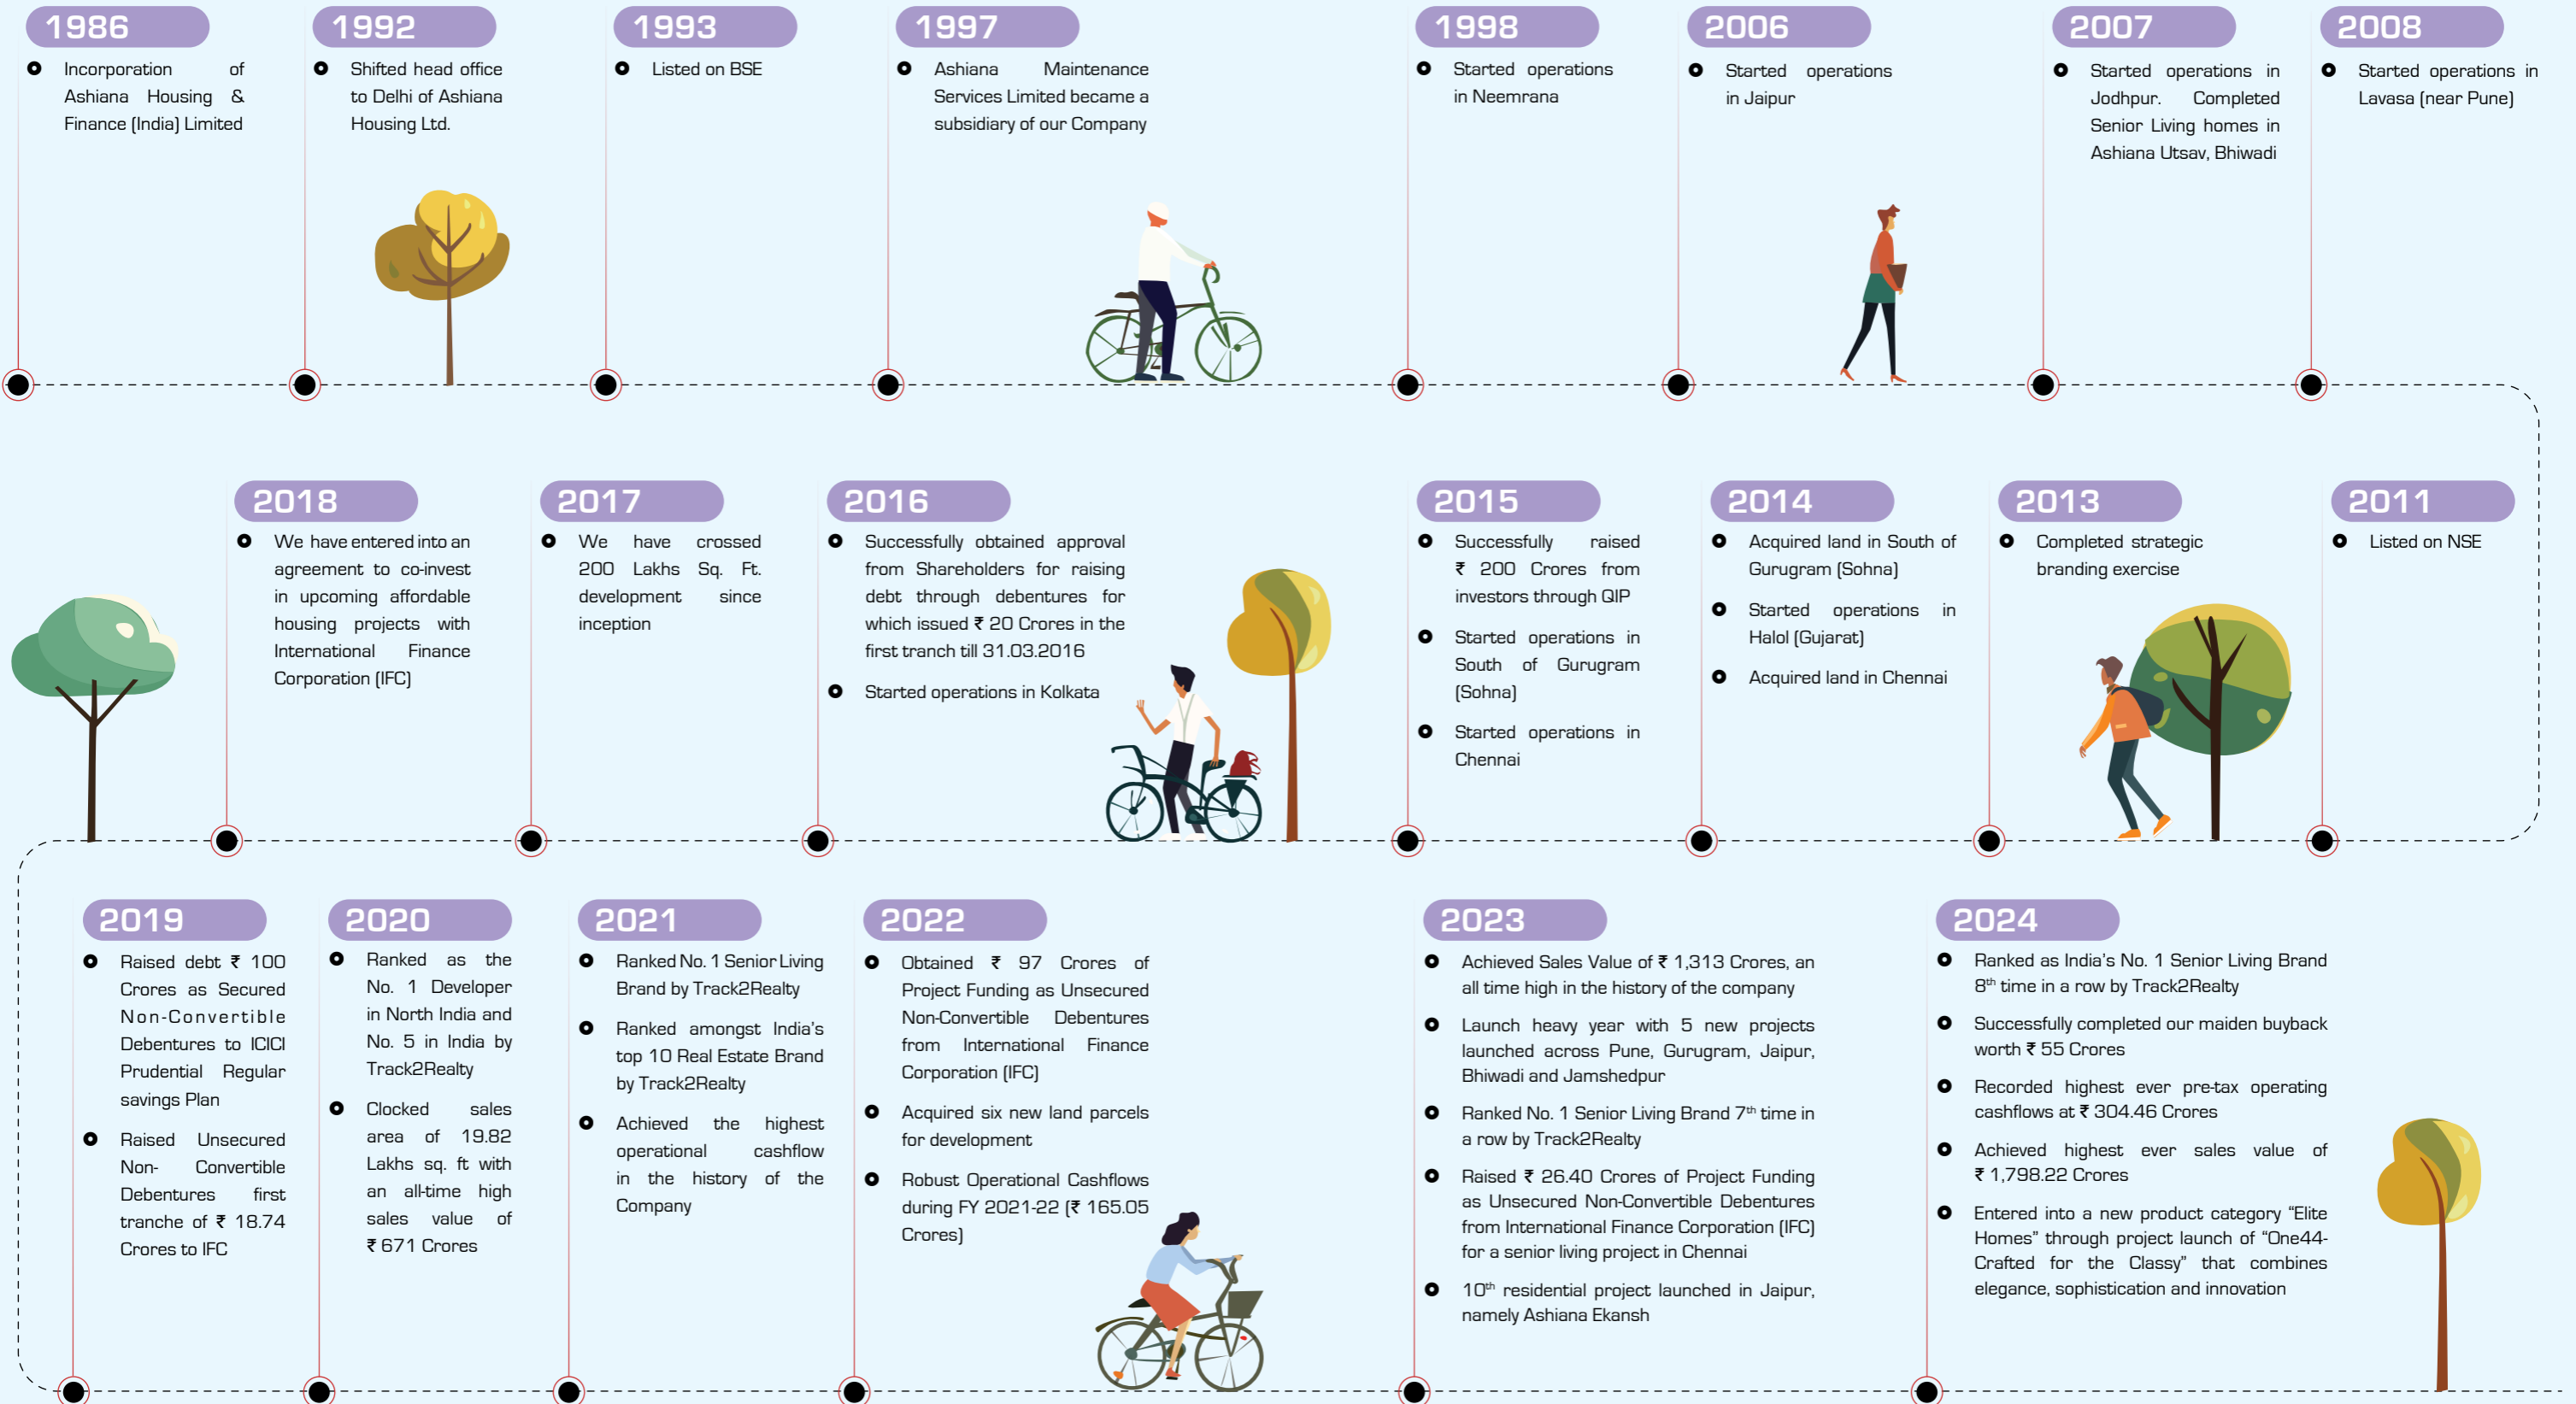 1986
Incorporation of
Ashiana Housing &
Finance (India) Limited
1992
Shifted head office
to Delhi of Ashiana
Housing Ltd.
1993
Listed on BSE
1997
Ashiana Maintenance
Services Limited became a
subsidiary of our Company
1998
Started operations
in Neemrana
2006
Started operations
in Jaipur
2007
Started operations in
Jodhpur. Completed
Senior Living homes in
Ashiana Utsav, Bhiwadi
2008
Started operations in
Lavasa (near Pune)
2011
Listed on NSE
2013
Completed strategic
branding exercise
2014
Acquired land in South of
Gurugram (Sohna)
Started operations in
Halol (Gujarat)
Acquired land in Chennai
2015
Successfully raised
₹ 200 Crores from
investors through QIP
Started operations in
South of Gurugram
(Sohna)
Started operations in
Chennai
2016
Successfully obtained approval
from Shareholders for raising
debt through debentures for
which issued ₹ 20 Crores in the
first tranch till 31.03.2016
Started operations in Kolkata
2017
We have crossed
200 Lakhs Sq. Ft.
development since
inception
2018
We have entered into an
agreement to co-invest
in upcoming affordable
housing projects with
International Finance
Corporation (IFC)
2019
Raised debt ₹ 100
Crores as Secured
Non-Convertible
Debentures to ICICI
Prudential Regular
savings Plan
Raised Unsecured
Non- Convertible
Debentures first
tranche of ₹ 18.74
Crores to IFC
2020
Ranked as the
No. 1 Developer
in North India and
No. 5 in India by
Track2Realty
Clocked sales
area of 19.82
Lakhs sq. ft with
an all-time high
sales value of
₹ 671 Crores
2021
Ranked No. 1 Senior Living
Brand by Track2Realty
Ranked amongst India's
top 10 Real Estate Brand
by Track2Realty
Achieved the highest
operational cashflow
in the history of the
Company
2022
Obtained ₹ 97 Crores of
Project Funding as Unsecured
Non-Convertible Debentures
from International Finance
Corporation (IFC)
Acquired six new land parcels
for development
Robust Operational Cashflows
during FY 2021-22 (₹ 165.05
Crores)
2023
Achieved Sales Value of ₹ 1,313 Crores, an
all time high in the history of the company
Launch heavy year with 5 new projects
launched across Pune, Gurugram, Jaipur,
Bhiwadi and Jamshedpur
Ranked No. 1 Senior Living Brand 7th time in
a row by Track2Realty
Raised ₹ 26.40 Crores of Project Funding
as Unsecured Non-Convertible Debentures
from International Finance Corporation (IFC)
for a senior living project in Chennai
10th residential project launched in Jaipur,
namely Ashiana Ekansh
2024
Ranked as India's No. 1 Senior Living Brand
8th time in a row by Track2Realty
Successfully completed our maiden buyback
worth ₹ 55 Crores
Recorded highest ever pre-tax operating
cashflows at ₹ 304.46 Crores
Achieved highest ever sales value of
₹ 1,798.22 Crores
Entered into a new product category “Elite
Homes” through project launch of “One44-
Crafted for the Classy” that combines
elegance, sophistication and innovation